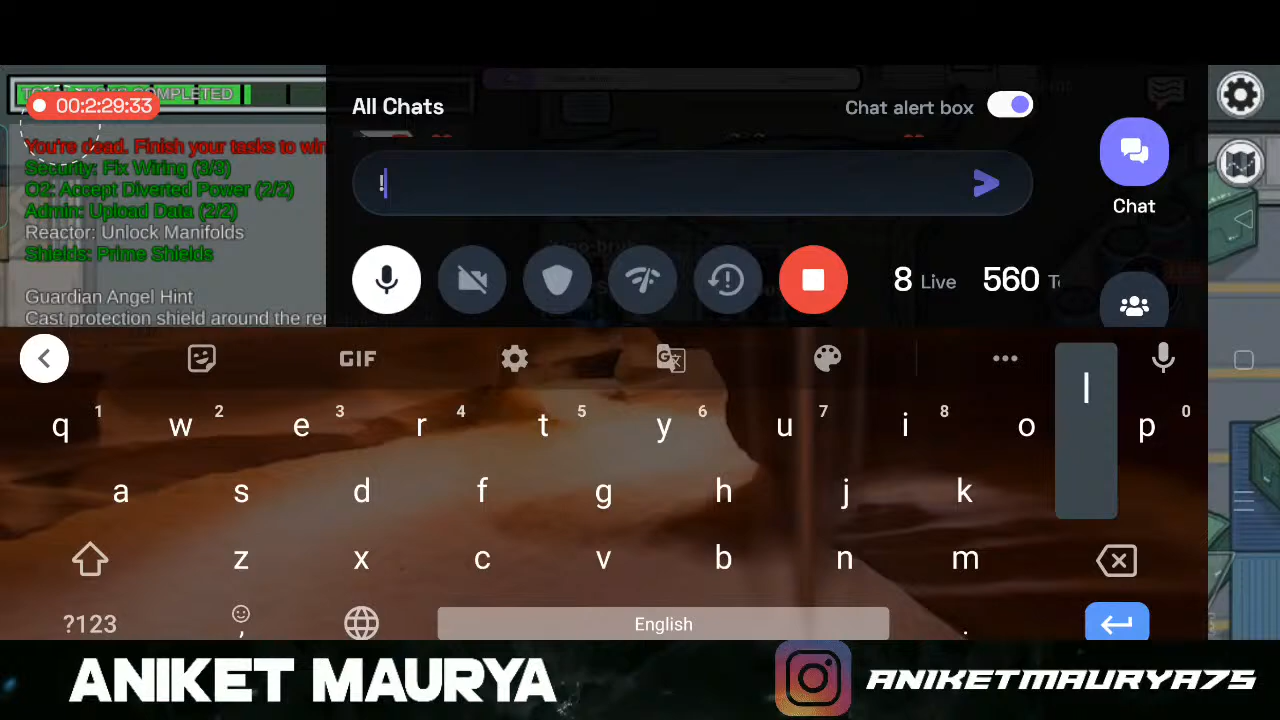 TOTAL TASKS COMPLETED
00:2:29:33
You're dead. Finish your tasks to win
Security: Fix Wiring (3/3)
O2: Accept Diverted Power (2/2)
Admin: Upload Data (2/2)
Reactor: Unlock Manifolds
Shields: Prime Shields
Guardian Angel Hint
Cast protection shield around the
All Chats
Chat alert box
!
Chat
8 Live 560
GIF
q 1 w 2 e 3 r 4 t 5 y 6 u 7 i 8 o l p 0
a s d f g h j k
z x c v b n m
?123 , English .
ANIKET MAURYA
ANIKETMAURYA75